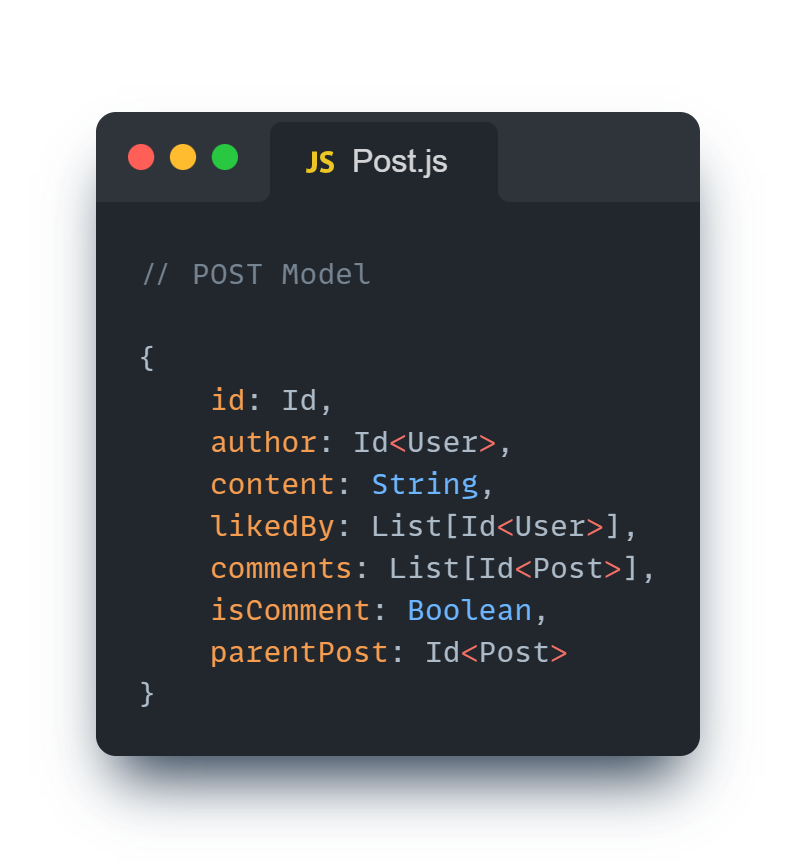 JS Post.js
// POST Model
{
    id: Id,
    author: Id<User>,
    content: String,
    likedBy: List[Id<User>],
    comments: List[Id<Post>],
    isComment: Boolean,
    parentPost: Id<Post>
}